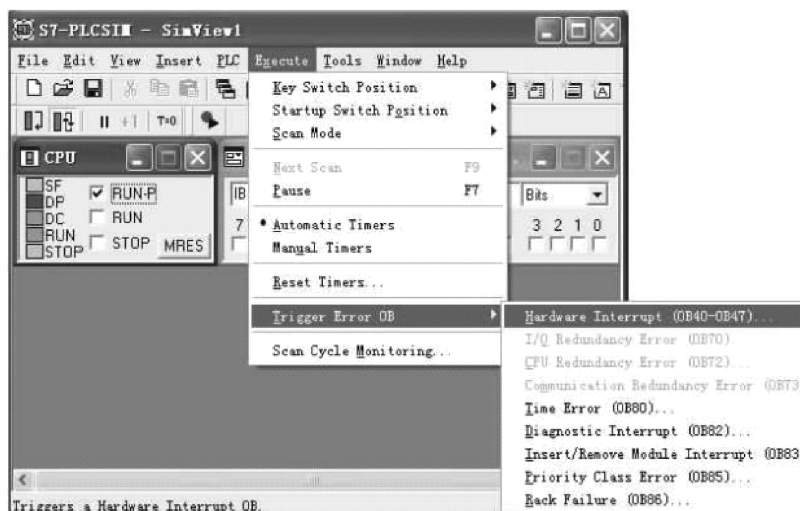 S7-PLCSIM - SimView1
File Edit View Insert PLC Execute Tools Window Help
Key Switch Position
Startup Switch Position
Scan Mode
T=0
CPU
Next Scan F9
Pause F7
SF
DP
DC
RUN
STOP
RUN-P
RUN
STOP
MRES
IB
Bits
7
3 2 1 0
Automatic Timers
Manual Timers
Reset Timers...
Trigger Error OB
Scan Cycle Monitoring...
Hardware Interrupt (OB40-OB47)...
I/O Redundancy Error (OB70)
CPU Redundancy Error (OB72)...
Communication Redundancy Error (OB73
Time Error (OB80)...
Diagnostic Interrupt (OB82)...
Insert/Remove Module Interrupt (OB83
Priority Class Error (OB85)...
Rack Failure (OB86)...
Triggers a Hardware Interrupt OB.